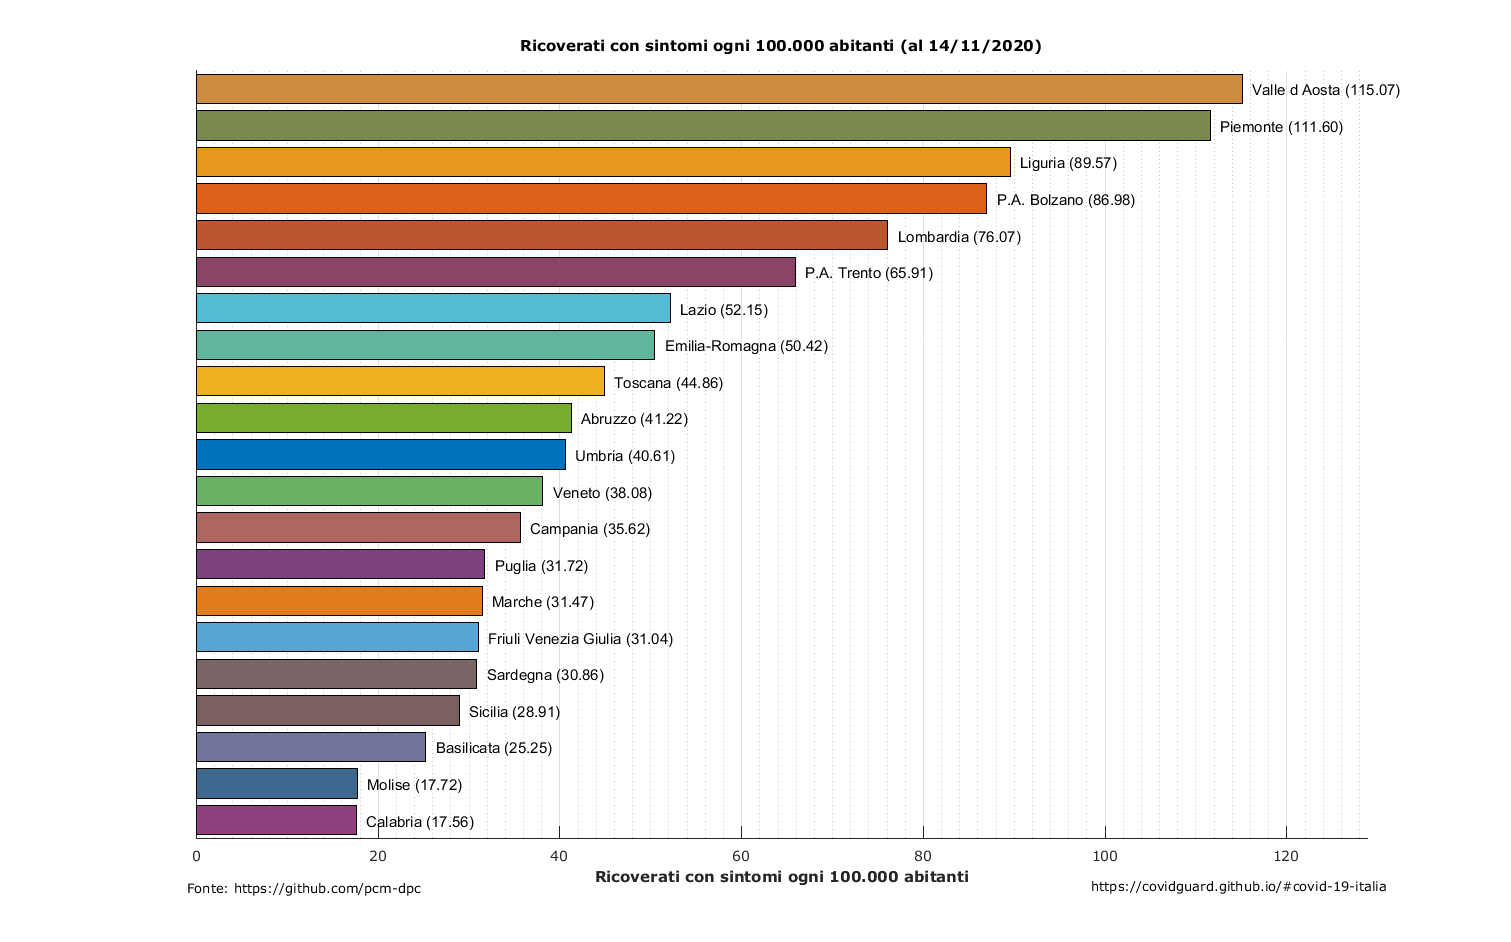 Ricoverati con sintomi ogni 100.000 abitanti (al 14/11/2020)
Valle d Aosta (115.07)
Piemonte (111.60)
Liguria (89.57)
P.A. Bolzano (86.98)
Lombardia (76.07)
P.A. Trento (65.91)
Lazio (52.15)
Emilia-Romagna (50.42)
Toscana (44.86)
Abruzzo (41.22)
Umbria (40.61)
Veneto (38.08)
Campania (35.62)
Puglia (31.72)
Marche (31.47)
Friuli Venezia Giulia (31.04)
Sardegna (30.86)
Sicilia (28.91)
Basilicata (25.25)
Molise (17.72)
Calabria (17.56)
0 20 40 60 80 100 120
Ricoverati con sintomi ogni 100.000 abitanti
Fonte: https://github.com/pcm-dpc
https://covidguard.github.io/#covid-19-italia